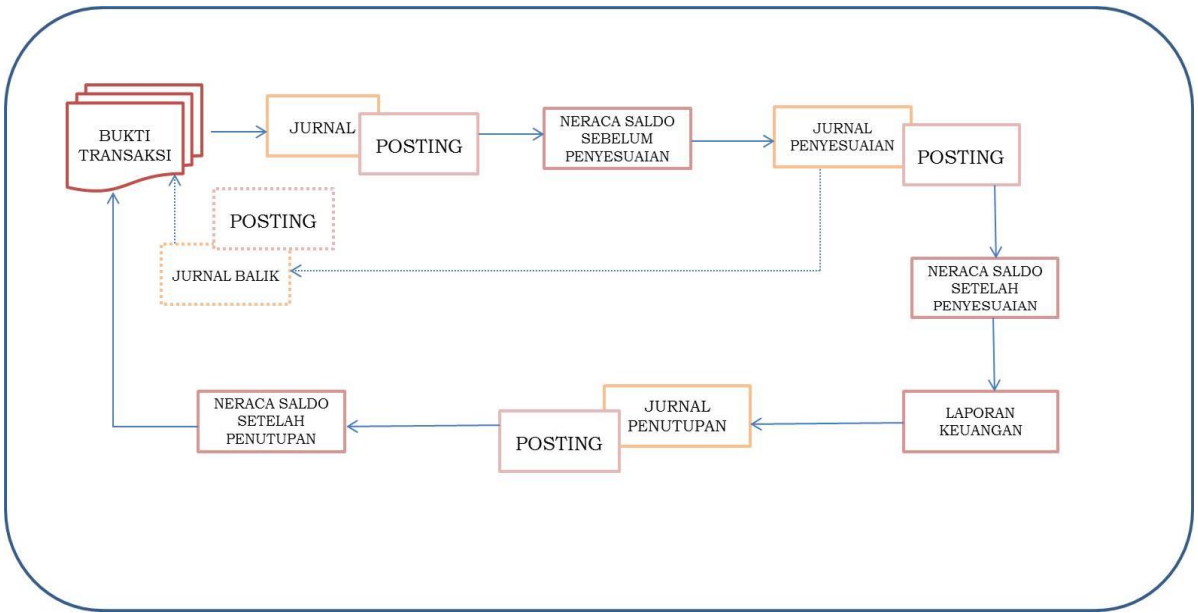 BUKTI
TRANSAKSI
JURNAL
POSTING
NERACA SALDO
SEBELUM
PENYESUAIAN
JURNAL
PENYESUAIAN
POSTING
POSTING
JURNAL BALIK
NERACA SALDO
SETELAH
PENYESUAIAN
NERACA SALDO
SETELAH
PENUTUPAN
POSTING
JURNAL
PENUTUPAN
LAPORAN
KEUANGAN